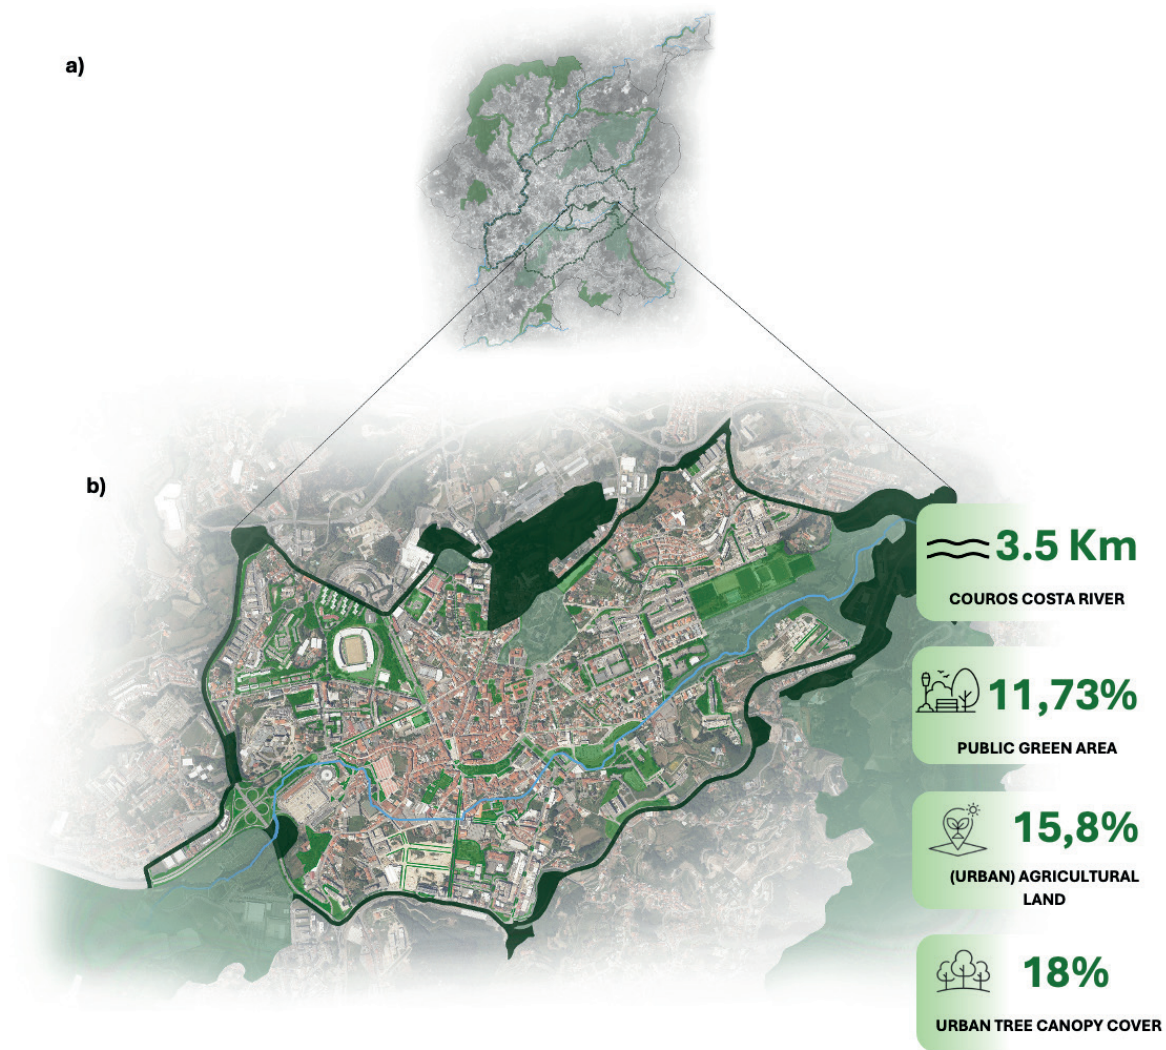 a)
b)
3.5 Km
COUROS COSTA RIVER
11,73%
PUBLIC GREEN AREA
15,8%
(URBAN) AGRICULTURAL
LAND
18%
URBAN TREE CANOPY COVER